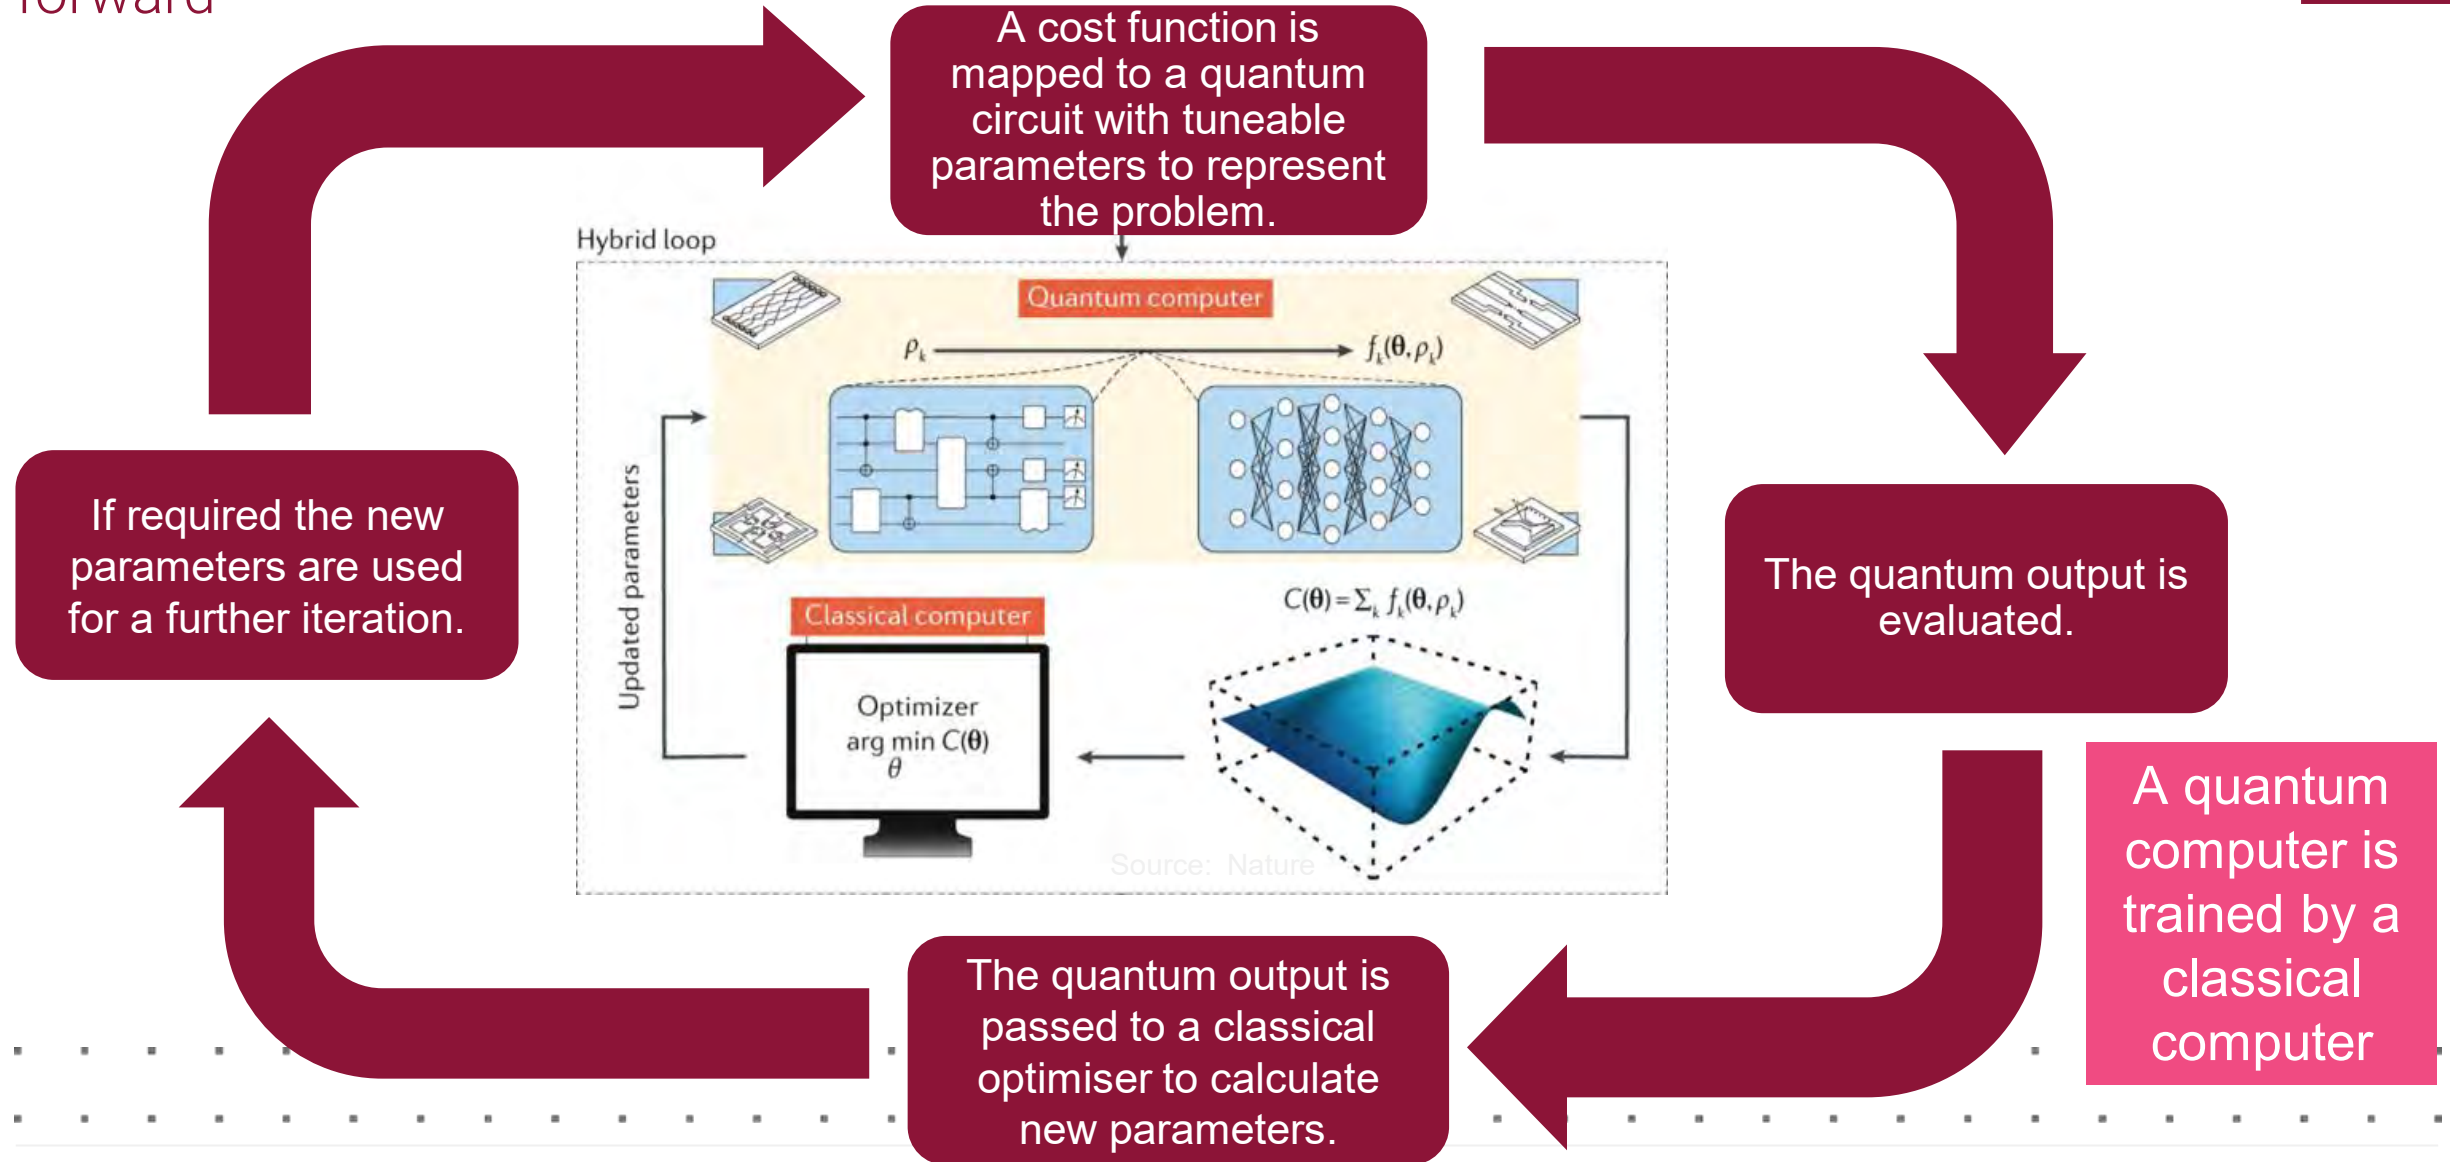 forward
A cost function is
mapped to a quantum
circuit with tuneable
parameters to represent
the problem.
Hybrid loop
Quantum computer
ρk
fk(θ, ρk)
If required the new
parameters are used
for a further iteration.
Updated parameters
The quantum output is
evaluated.
Classical computer
C(θ) = Σk fk(θ, ρk)
Optimizer
arg min C(θ)
θ
Source: Nature
A quantum
computer is
trained by a
classical
computer
The quantum output is
passed to a classical
optimiser to calculate
new parameters.